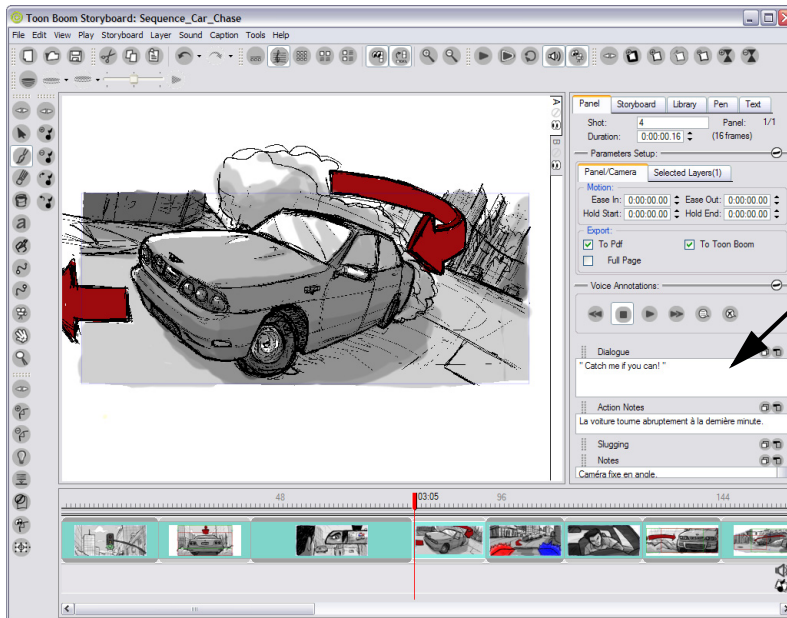 Toon Boom Storyboard: Sequence_Car_Chase
File Edit View Play Storyboard Layer Sound Caption Tools Help
Panel Storyboard Library Pen Text
Shot: 4 Panel: 1/1
Duration: 0:00:00.16 (16 frames)
Parameters Setup:
Panel/Camera Selected Layers(1)
Motion:
Ease In: 0:00:00.00 Ease Out: 0:00:00.00
Hold Start: 0:00:00.00 Hold End: 0:00:00.00
Export:
To Pdf To Toon Boom
Full Page
Voice Annotations:
Dialogue
" Catch me if you can! "
Action Notes
La voiture tourne abruptement à la dernière minute.
Slugging
Notes
Caméra fixe en angle.
A
B
48 03:05 96 144